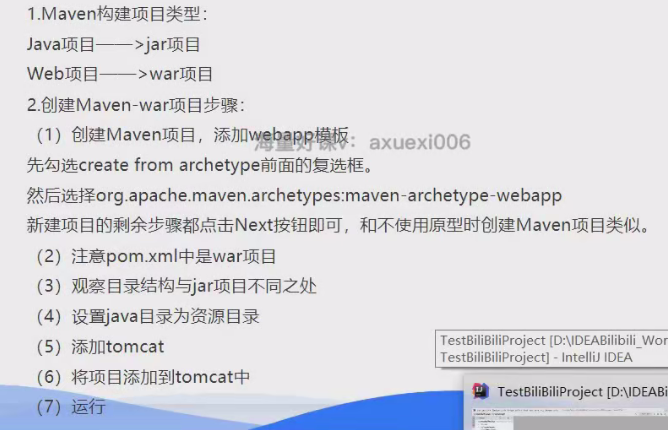 1.Maven构建项目类型：
Java项目——>jar项目
Web项目——>war项目
2.创建Maven-war项目步骤：
（1）创建Maven项目，添加webapp模板
海量好课v：axuexi006
先勾选create from archetype前面的复选框。
然后选择org.apache.maven.archetypes:maven-archetype-webapp
新建项目的剩余步骤都点击Next按钮即可，和不使用原型时创建Maven项目类似。
（2）注意pom.xml中是war项目
（3）观察目录结构与jar项目不同之处
（4）设置java目录为资源目录
（5）添加tomcat
（6）将项目添加到tomcat中
（7）运行
TestBiliBiliProject [D:\IDEABilibili_Wor
TestBiliBiliProject] - IntelliJ IDEA
TestBiliBiliProject [D:\IDEABi